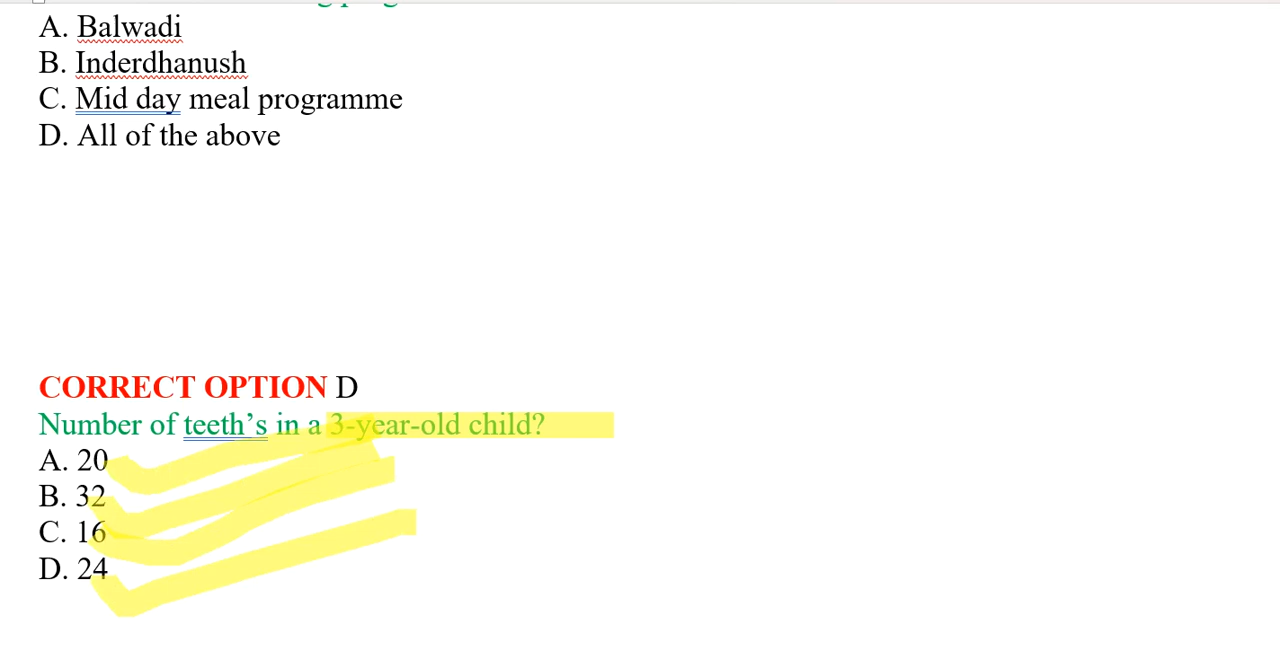 A. Balwadi
B. Inderdhanush
C. Mid day meal programme
D. All of the above
CORRECT OPTION D
Number of teeth’s in a 3-year-old child?
A. 20
B. 32
C. 16
D. 24